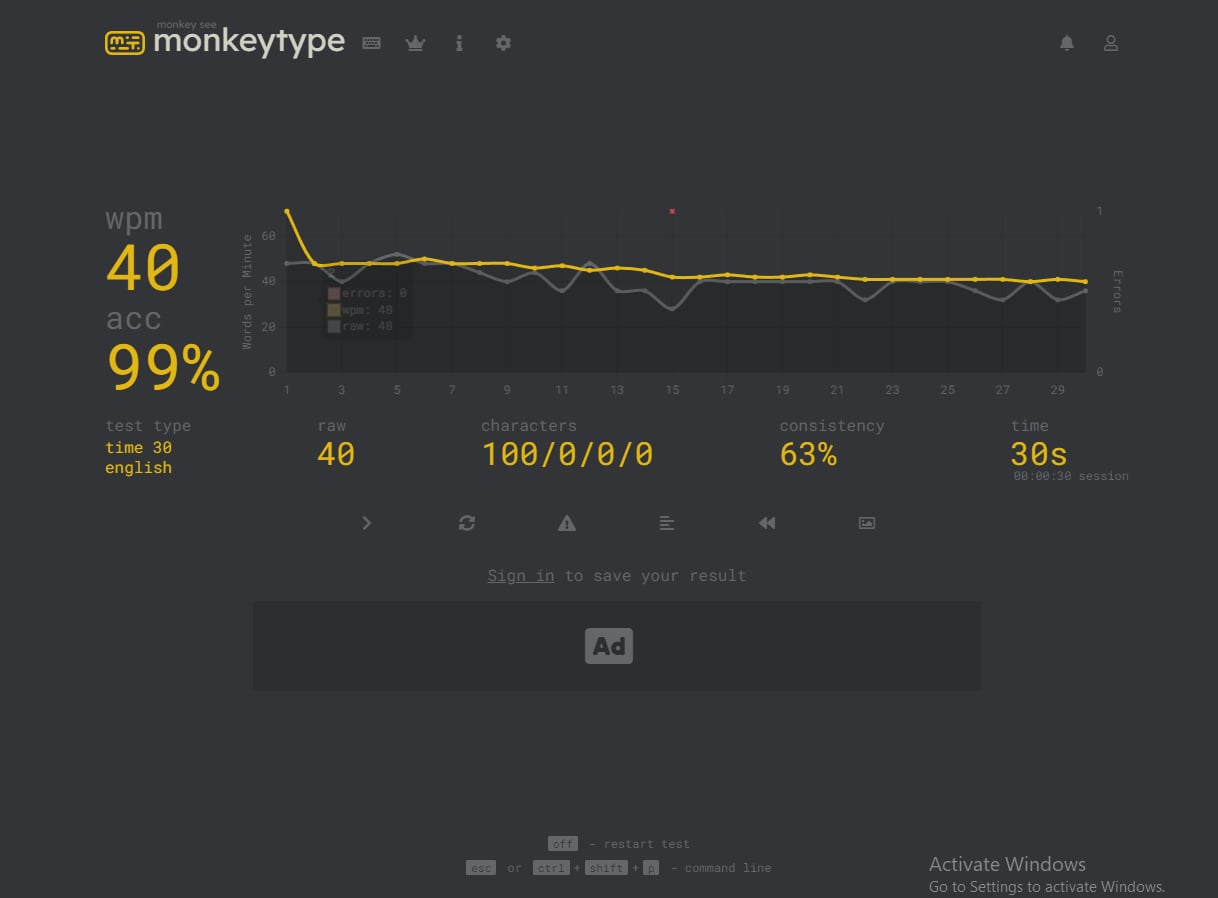 monkey see
monkeytype
wpm
40
acc
99%
Words per Minute
60
40
20
0
2
errors: 0
wpm: 48
raw: 48
1
0
Errors
1 3 5 7 9 11 13 15 17 19 21 23 25 27 29
test type
time 30
english
raw
40
characters
100/0/0/0
consistency
63%
time
30s
00:00:30 session
Sign in to save your result
Ad
off - restart test
esc or ctrl + shift + p - command line
Activate Windows
Go to Settings to activate Windows.